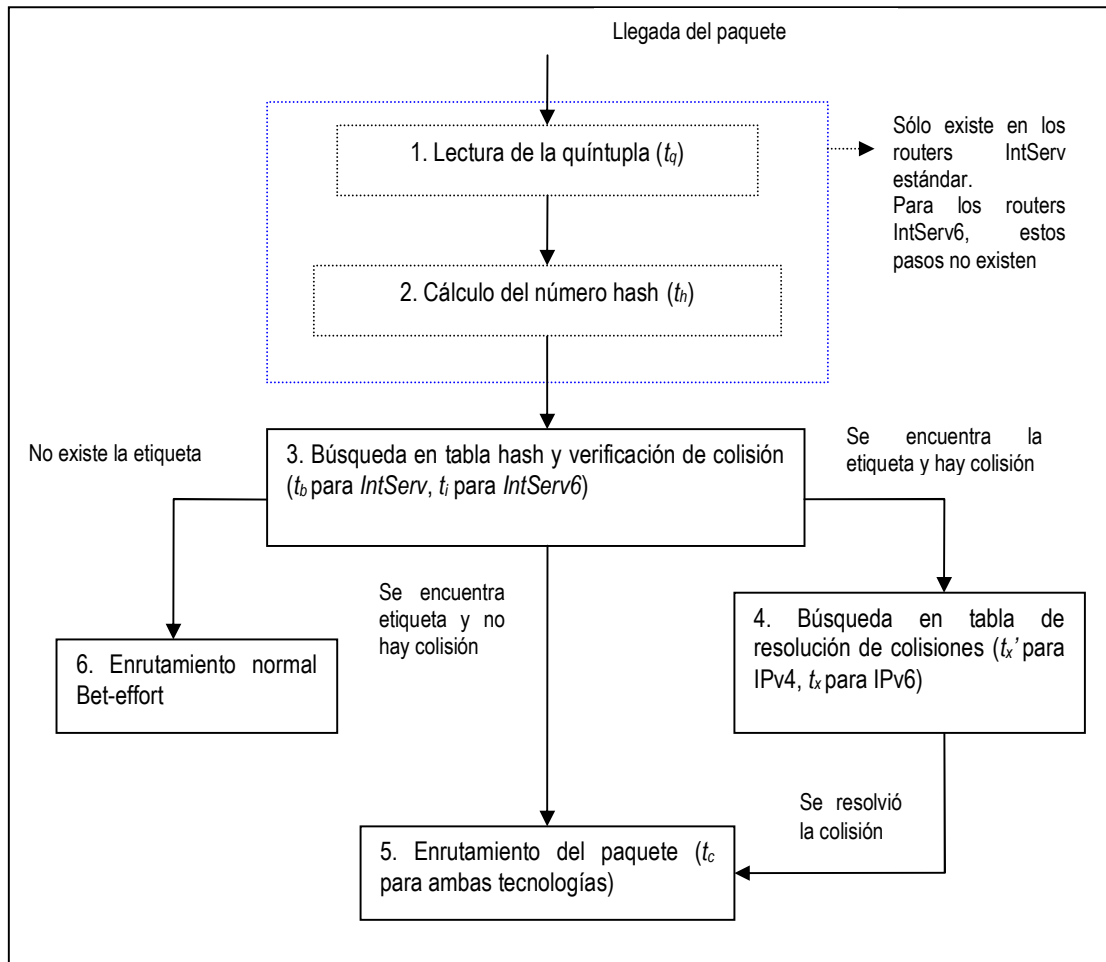 Llegada del paquete
1. Lectura de la quíntupla (tq)
Sólo existe en los
routers IntServ
estándar.
Para los routers
IntServ6, estos
pasos no existen
2. Cálculo del número hash (th)
No existe la etiqueta
3. Búsqueda en tabla hash y verificación de colisión
(tb para IntServ, ti para IntServ6)
Se encuentra la
etiqueta y hay colisión
Se encuentra
etiqueta y no
hay colisión
4. Búsqueda en tabla de
resolución de colisiones (tx' para
IPv4, tx para IPv6)
6. Enrutamiento normal
Bet-effort
Se resolvió
la colisión
5. Enrutamiento del paquete (tc
para ambas tecnologías)